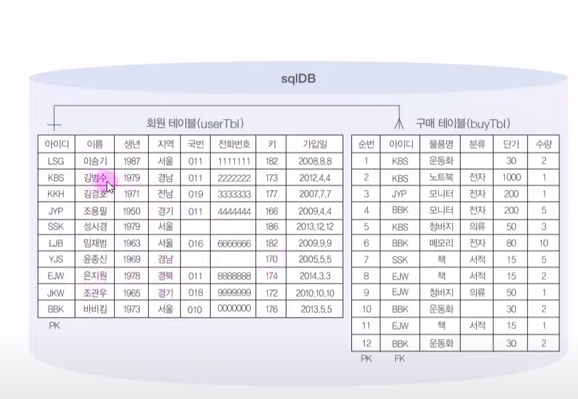 sqlDB
회원 테이블(userTbl)
아이디 이름 생년 지역 국번 전화번호 키 가입일
LSG 이승기 1987 서울 011 1111111 182 2008,8,8
KBS 김범수 1979 경남 011 2222222 173 2012,4,4
KKH 김경호 1971 전남 019 3333333 177 2007,7,7
JYP 조용필 1950 경기 011 4444444 166 2009,4,4
SSK 성시경 1979 서울 186 2013,12,12
LJB 임재범 1963 서울 016 6666666 182 2009,9,9
YJS 윤종신 1969 경남 170 2005,5,5
EJW 은지원 1978 경북 011 8888888 174 2014,3,3
JKW 조관우 1965 경기 018 9999999 172 2010,10,10
BBK 바비킴 1973 서울 010 0000000 176 2013,5,5
PK
구매 테이블(buyTbl)
순번 아이디 물품명 분류 단가 수량
1 KBS 운동화 30 2
2 KBS 노트북 전자 1000 1
3 JYP 모니터 전자 200 1
4 BBK 모니터 전자 200 5
5 KBS 청바지 의류 50 3
6 BBK 메모리 전자 80 10
7 SSK 책 서적 15 5
8 EJW 책 서적 15 2
9 EJW 청바지 의류 50 1
10 BBK 운동화 30 2
11 EJW 책 서적 15 1
12 BBK 운동화 30 2
PK FK